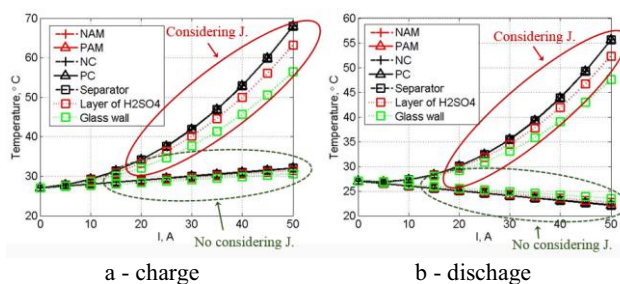 Considering J.
NAM
PAM
NC
PC
Separator
Layer of H2SO4
Glass wall
Temperature, ° C
70
60
50
40
30
20
0 10 20 30 40 50
I, A
No considering J.
a - charge
Considering J.
NAM
PAM
NC
PC
Separator
Layer of H2SO4
Glass wall
Temperature, ° C
60
55
50
45
40
35
30
25
20
0 10 20 30 40 50
I, A
No considering J.
b - dischage